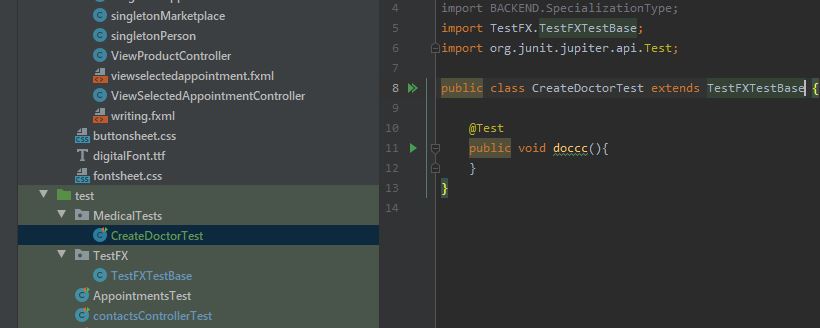 singletonMarketplace
singletonPerson
ViewProductController
viewselectedappointment.fxml
ViewSelectedAppointmentController
writing.fxml
buttonsheet.css
digitalFont.ttf
fontsheet.css
test
MedicalTests
CreateDoctorTest
TestFX
TestFXTestBase
AppointmentsTest
contactsControllerTest
4 import BACKEND.SpecializationType;
5 import TestFX.TestFXTestBase;
6 import org.junit.jupiter.api.Test;
7
8 public class CreateDoctorTest extends TestFXTestBase {
9
10 @Test
11 public void doccc(){
12 }
13 }
14